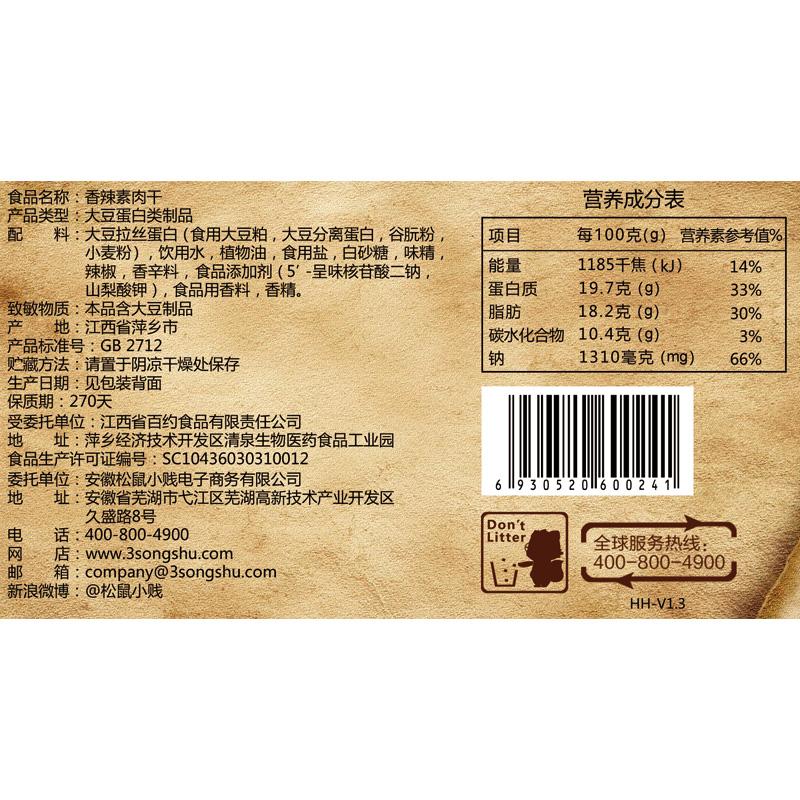 食品名称：香辣素肉干
产品类型：大豆蛋白类制品
配　　料：大豆拉丝蛋白（食用大豆粕，大豆分离蛋白，谷朊粉，
小麦粉），饮用水，植物油，食用盐，白砂糖，味精，
辣椒，香辛料，食品添加剂（5′-呈味核苷酸二钠，
山梨酸钾），食品用香料，香精。
致敏物质：本品含大豆制品
产　　地：江西省萍乡市
产品标准号：GB 2712
贮藏方法：请置于阴凉干燥处保存
生产日期：见包装背面
保质期：270天
受委托单位：江西省百约食品有限责任公司
地　　址：萍乡经济技术开发区清泉生物医药食品工业园
食品生产许可证编号：SC10436030310012
委托单位：安徽松鼠小贱电子商务有限公司
地　　址：安徽省芜湖市弋江区芜湖高新技术产业开发区
久盛路8号
电　　话：400-800-4900
网　　店：www.3songshu.com
邮　　箱：company@3songshu.com
新浪微博：@松鼠小贱
营养成分表
项目 每100克(g) 营养素参考值%
能量 1185千焦 (kJ) 14%
蛋白质 19.7克 (g) 33%
脂肪 18.2克 (g) 30%
碳水化合物 10.4克 (g) 3%
钠 1310毫克 (mg) 66%
6 930520 600241
Don't
Litter
全球服务热线：
400-800-4900
HH-V1.3